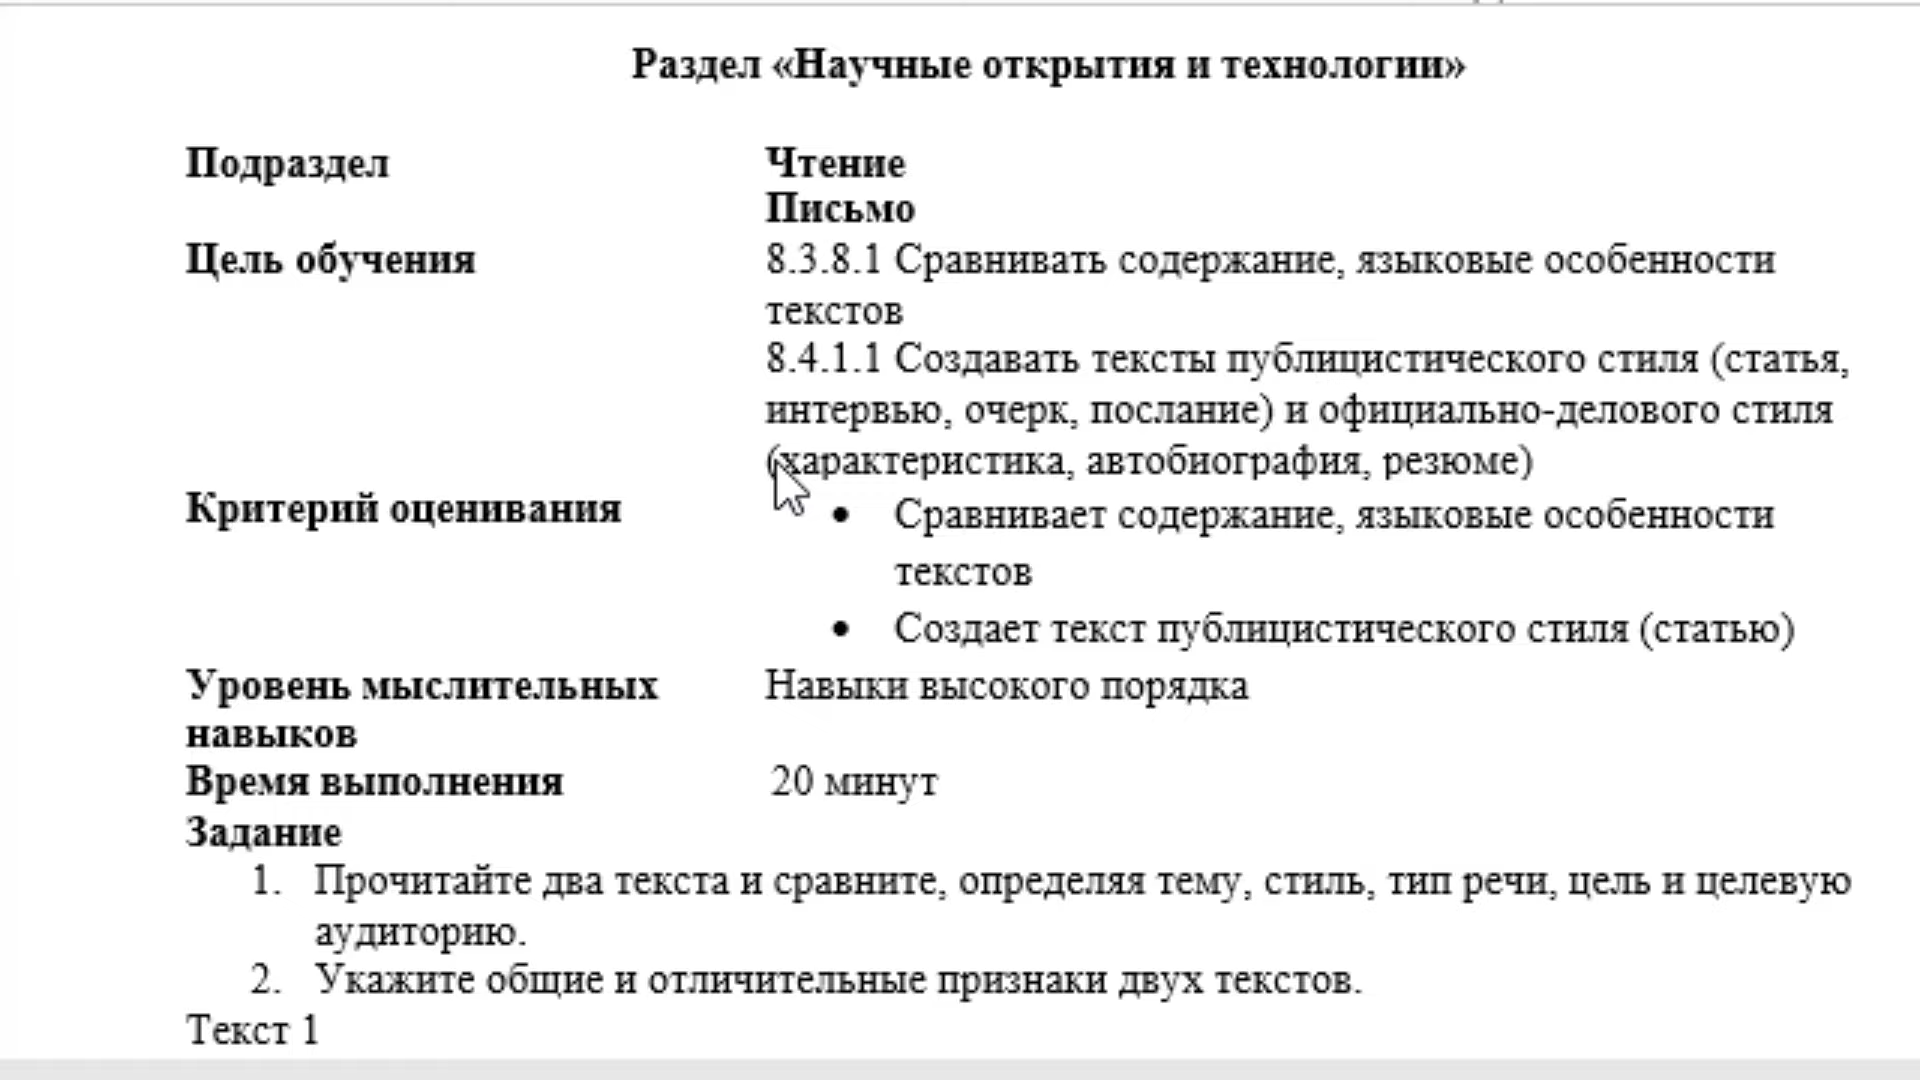 Раздел «Научные открытия и технологии»
Подраздел Чтение
Письмо
Цель обучения 8.3.8.1 Сравнивать содержание, языковые особенности
текстов
8.4.1.1 Создавать тексты публицистического стиля (статья,
интервью, очерк, послание) и официально-делового стиля
(характеристика, автобиография, резюме)
Критерий оценивания • Сравнивает содержание, языковые особенности
текстов
• Создает текст публицистического стиля (статью)
Уровень мыслительных Навыки высокого порядка
навыков
Время выполнения 20 минут
Задание
1. Прочитайте два текста и сравните, определяя тему, стиль, тип речи, цель и целевую
аудиторию.
2. Укажите общие и отличительные признаки двух текстов.
Текст 1